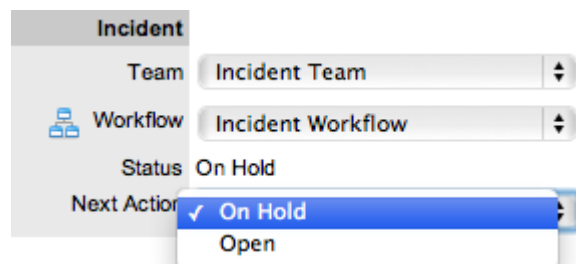 Incident
Team Incident Team
Workflow Incident Workflow
Status On Hold
Next Action ✓ On Hold
Open